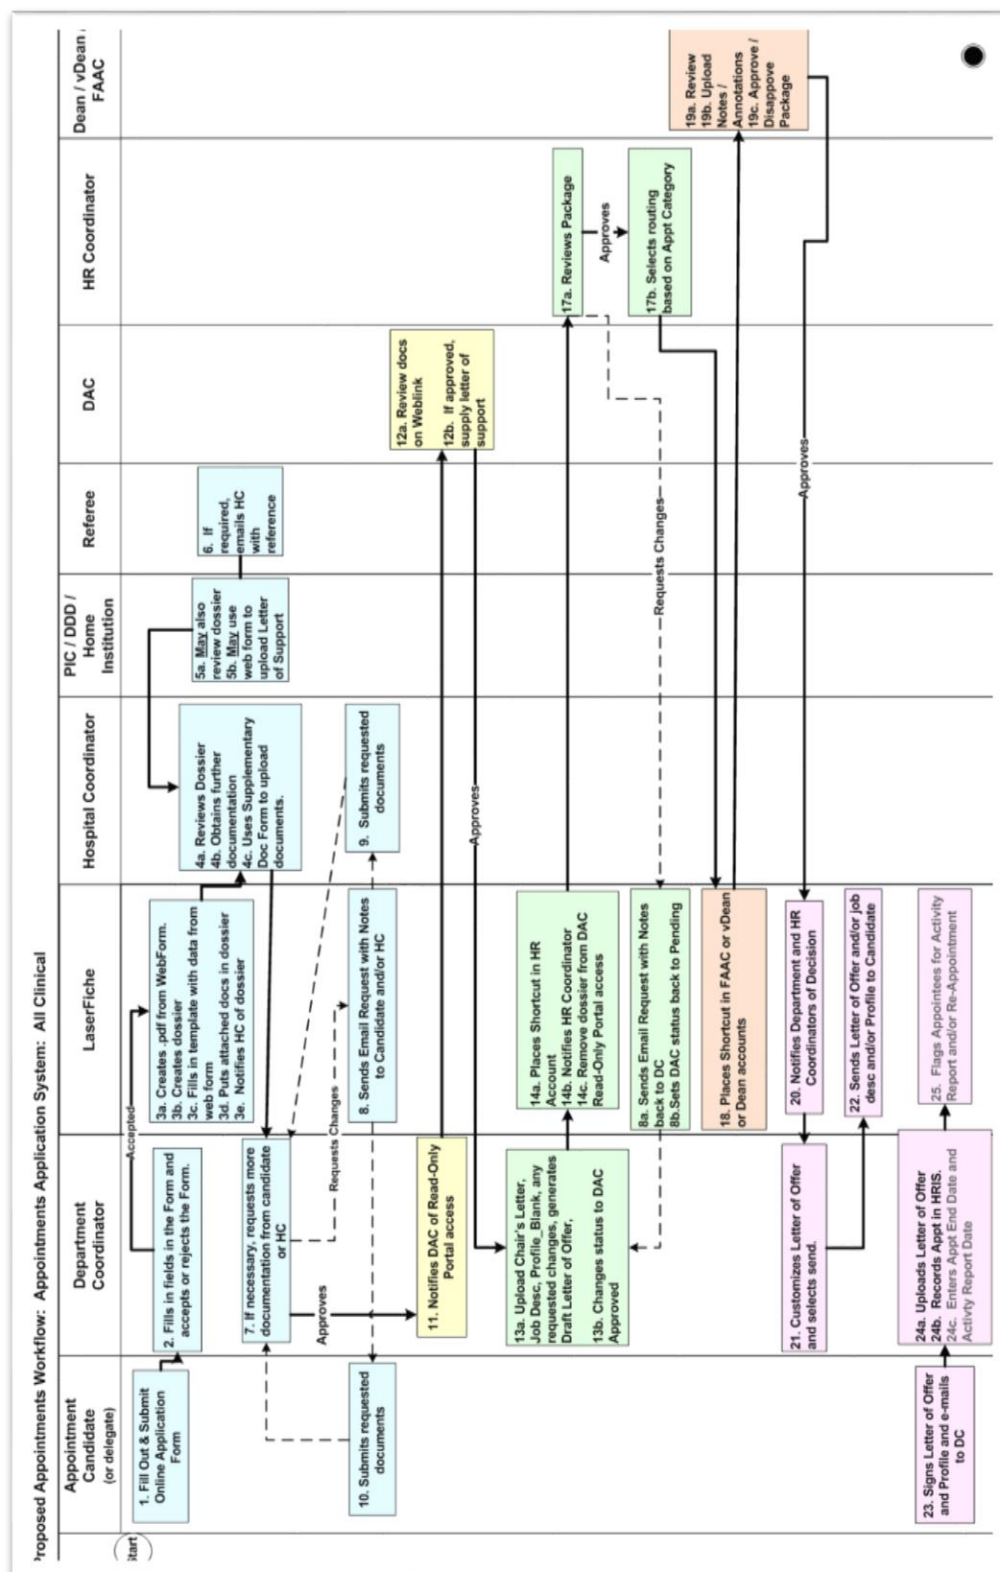 Proposed Appointments Workflow: Appointments Application System: All Clinical
Appointment
Candidate
(or delegate)
Department
Coordinator
LaserFiche
Hospital Coordinator
PIC / DDD /
Home
Institution
Referee
DAC
HR Coordinator
Dean / vDean /
FAAC
Start
1. Fill Out & Submit
Online Application
Form
2. Fills in fields in the Form and
accepts or rejects the Form.
Accepted
3a. Creates .pdf from WebForm.
3b. Creates dossier
3c. Fills in template with data from
web form
3d. Puts attached docs in dossier
3e. Notifies HC of dossier
4a. Reviews Dossier
4b. Obtains further
documentation
4c. Uses Supplementary
Doc Form to upload
documents.
5a. May also
review dossier
5b. May use
web form to
upload Letter
of Support
6. If
required,
emails HC
with
reference
7. If necessary, requests more
documentation from candidate
or HC
Requests Changes
Approves
8. Sends Email Request with Notes
to Candidate and/or HC
9. Submits requested
documents
10. Submits requested
documents
11. Notifies DAC of Read-Only
Portal access
12a. Review docs
on Weblink
12b. If approved,
supply letter of
support
Approves
13a. Upload Chair's Letter,
Job Desc, Profile_Blank, any
requested changes, generates
Draft Letter of Offer,
13b. Changes status to DAC
Approved
14a. Places Shortcut in HR
Account
14b. Notifies HR Coordinator
14c. Remove dossier from DAC
Read-Only Portal access
17a. Reviews Package
Approves
17b. Selects routing
based on Appt Category
Requests Changes
8a. Sends Email Request with Notes
back to DC
8b.Sets DAC status back to Pending
18. Places Shortcut in FAAC or vDean
or Dean accounts
19a. Review
19b. Upload
Notes /
Annotations
19c. Approve /
Disappove
Package
Approves
20. Notifies Department and HR
Coordinators of Decision
21. Customizes Letter of Offer
and selects send.
22. Sends Letter of Offer and/or job
desc and/or Profile to Candidate
23. Signs Letter of Offer
and Profile and e-mails
to DC
24a. Uploads Letter of Offer
24b. Records Appt in HRIS.
24c. Enters Appt End Date and
Activty Report Date
25. Flags Appointees for Activity
Report and/or Re-Appointment